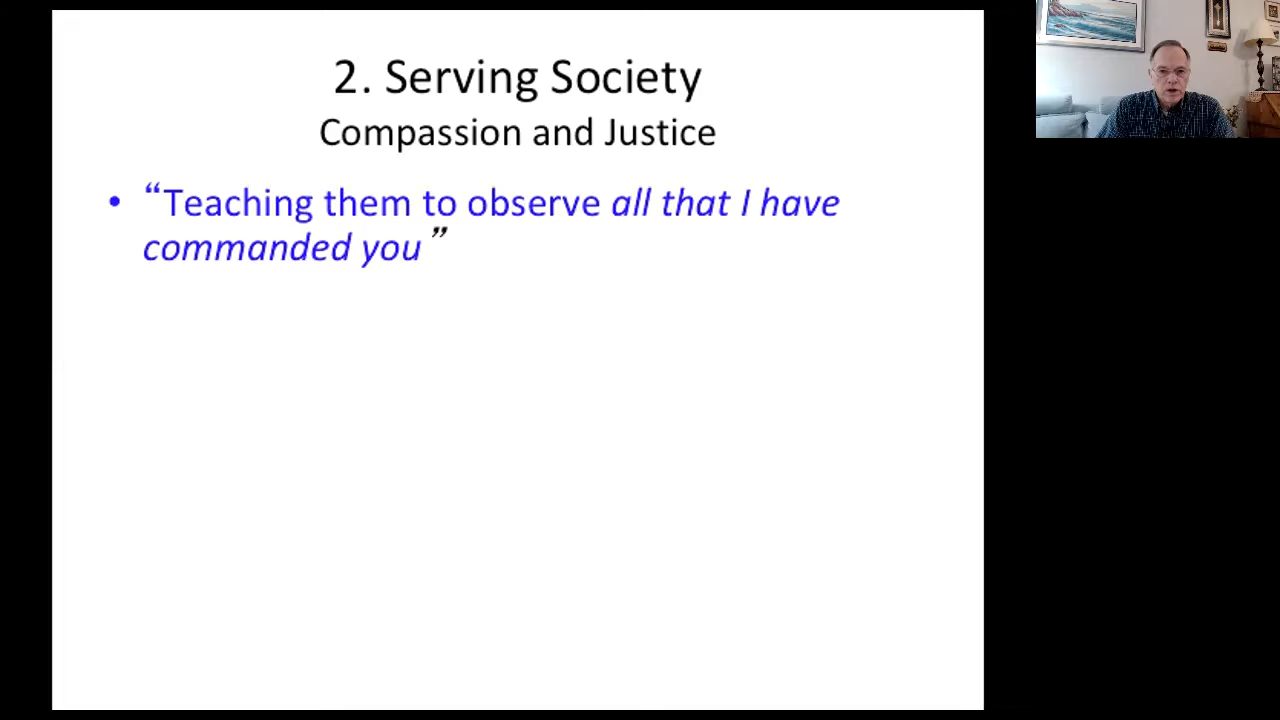 2. Serving Society
Compassion and Justice
• “Teaching them to observe all that I have
commanded you”